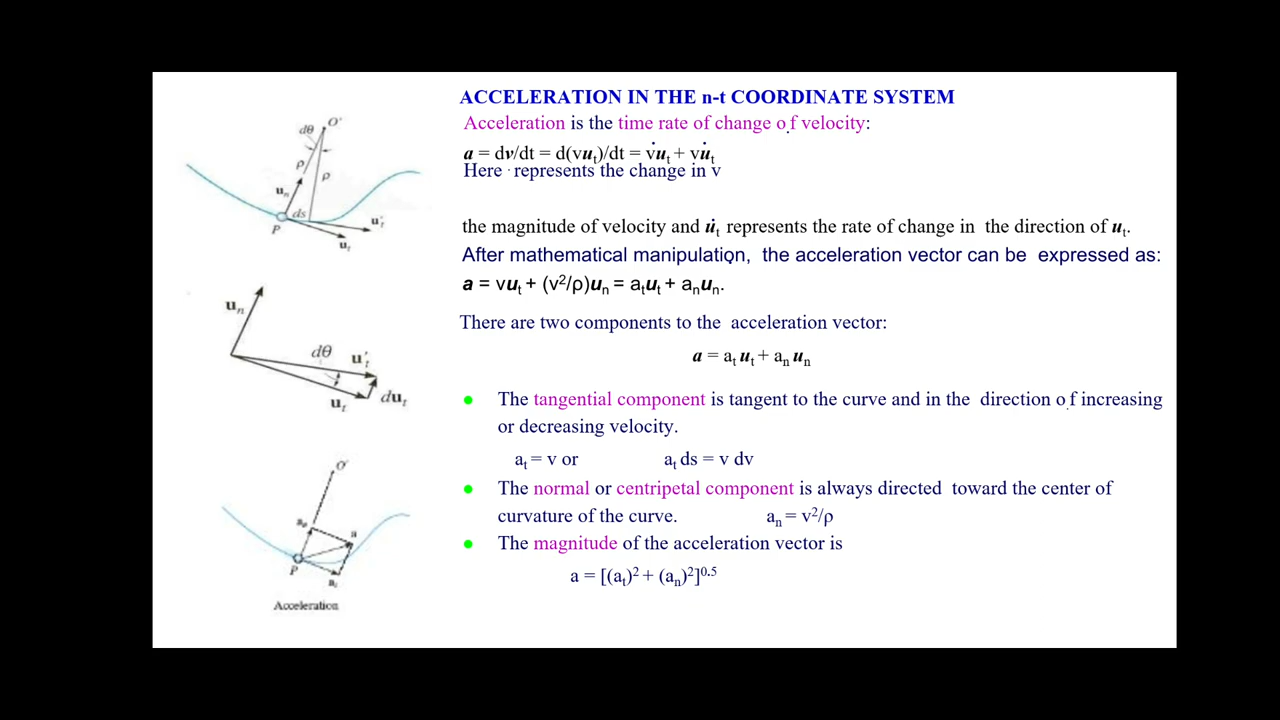 ACCELERATION IN THE n-t COORDINATE SYSTEM
Acceleration is the time rate of change of velocity:
a = dv/dt = d(vuₜ)/dt = v̇uₜ + vu̇ₜ
Here · represents the change in v
the magnitude of velocity and u̇ₜ represents the rate of change in the direction of uₜ.
After mathematical manipulation, the acceleration vector can be expressed as:
a = vuₜ + (v²/ρ)uₙ = aₜuₜ + aₙuₙ.
There are two components to the acceleration vector:
a = aₜ uₜ + aₙ uₙ
● The tangential component is tangent to the curve and in the direction of increasing
or decreasing velocity.
aₜ = v or aₜ ds = v dv
● The normal or centripetal component is always directed toward the center of
curvature of the curve. aₙ = v²/ρ
● The magnitude of the acceleration vector is
a = [(aₜ)² + (aₙ)²]⁰·⁵
dθ O'
ρ ρ
uₙ
ds
P
u'ₜ
uₜ
uₙ
dθ u'ₜ
uₜ duₜ
O'
aₙ a
P
aₜ
Acceleration